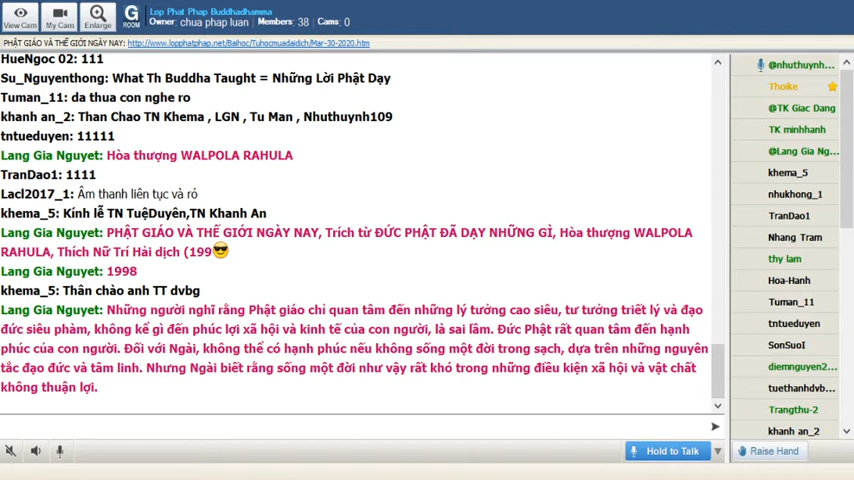 View Cam
My Cam
Enlarge
G
ROOM
Lop Phat Phap Buddhadhamma
Owner: chua phap luan Members: 38 Cams: 0
PHẬT GIÁO VÀ THẾ GIỚI NGÀY NAY: http://www.lopphatphap.net/Baihoc/Tuhocmuadaidich/Mar-30-2020.htm
HueNgoc 02: 111
Su_Nguyenthong: What Th Buddha Taught = Những Lời Phật Dạy
Tuman_11: da thua con nghe ro
khanh an_2: Than Chao TN Khema , LGN , Tu Man , Nhuthuynh109
tntueduyen: 11111
Lang Gia Nguyet: Hòa thượng WALPOLA RAHULA
TranDao1: 1111
Lacl2017_1: Âm thanh liên tục và rỏ
khema_5: Kính lễ TN TuệDuyên,TN Khanh An
Lang Gia Nguyet: PHẬT GIÁO VÀ THẾ GIỚI NGÀY NAY, Trích từ ĐỨC PHẬT ĐÃ DẠY NHỮNG GÌ, Hòa thượng WALPOLA
RAHULA, Thích Nữ Trí Hải dịch (199
Lang Gia Nguyet: 1998
khema_5: Thân chào anh TT dvbg
Lang Gia Nguyet: Những người nghĩ rằng Phật giáo chỉ quan tâm đến những lý tưởng cao siêu, tư tưởng triết lý và đạo
đức siêu phàm, không kể gì đến phúc lợi xã hội và kinh tế của con người, là sai lầm. Đức Phật rất quan tâm đến hạnh
phúc của con người. Đối với Ngài, không thể có hạnh phúc nếu không sống một đời trong sạch, dựa trên những nguyên
tắc đạo đức và tâm linh. Nhưng Ngài biết rằng sống một đời như vậy rất khó trong những điều kiện xã hội và vật chất
không thuận lợi.
@nhuthuynh...
Thoike
@TK Giac Dang
TK minhhanh
@Lang Gia Ng...
khema_5
nhukhong_1
TranDao1
Nhang Tram
thy lam
Hoa-Hanh
Tuman_11
tntueduyen
SonSuoI
diemnguyen2...
tuethanhdvb...
Trangthu-2
khanh an_2
Hold to Talk
Raise Hand